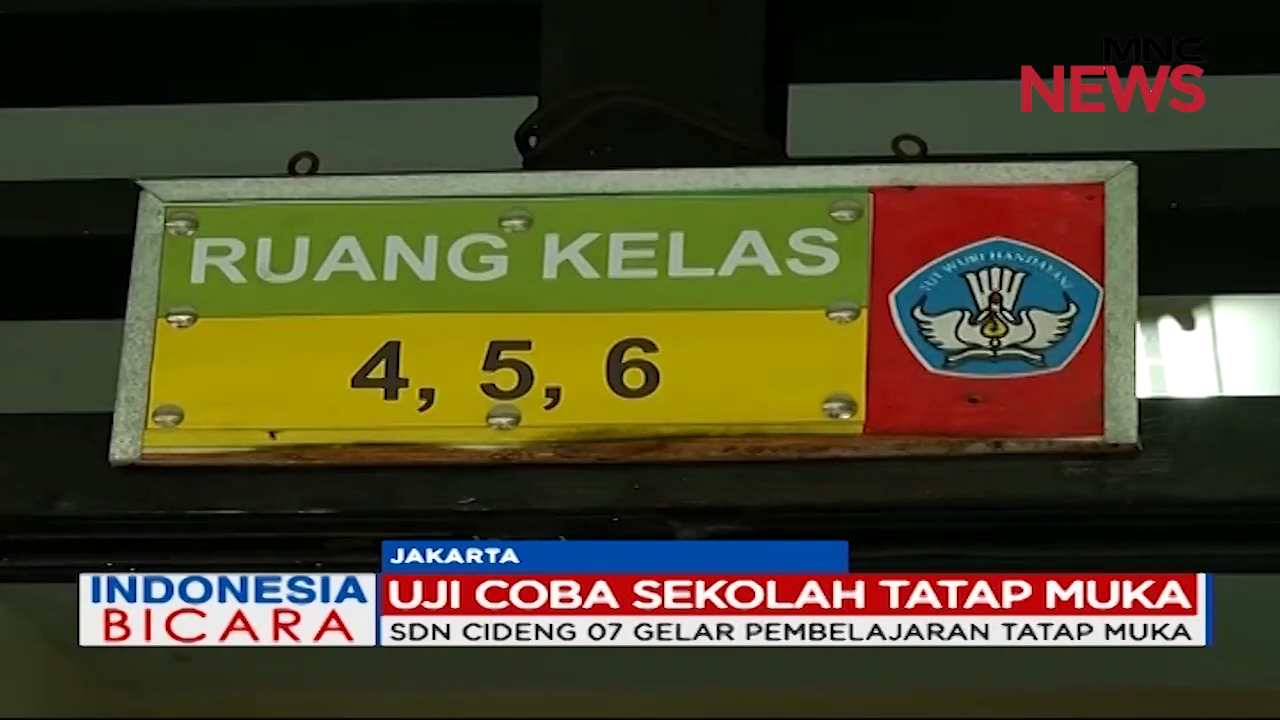 MNC
NEWS
RUANG KELAS
4, 5, 6
TUT WURI HANDAYANI
JAKARTA
INDONESIA
BICARA
UJI COBA SEKOLAH TATAP MUKA
SDN CIDENG 07 GELAR PEMBELAJARAN TATAP MUKA